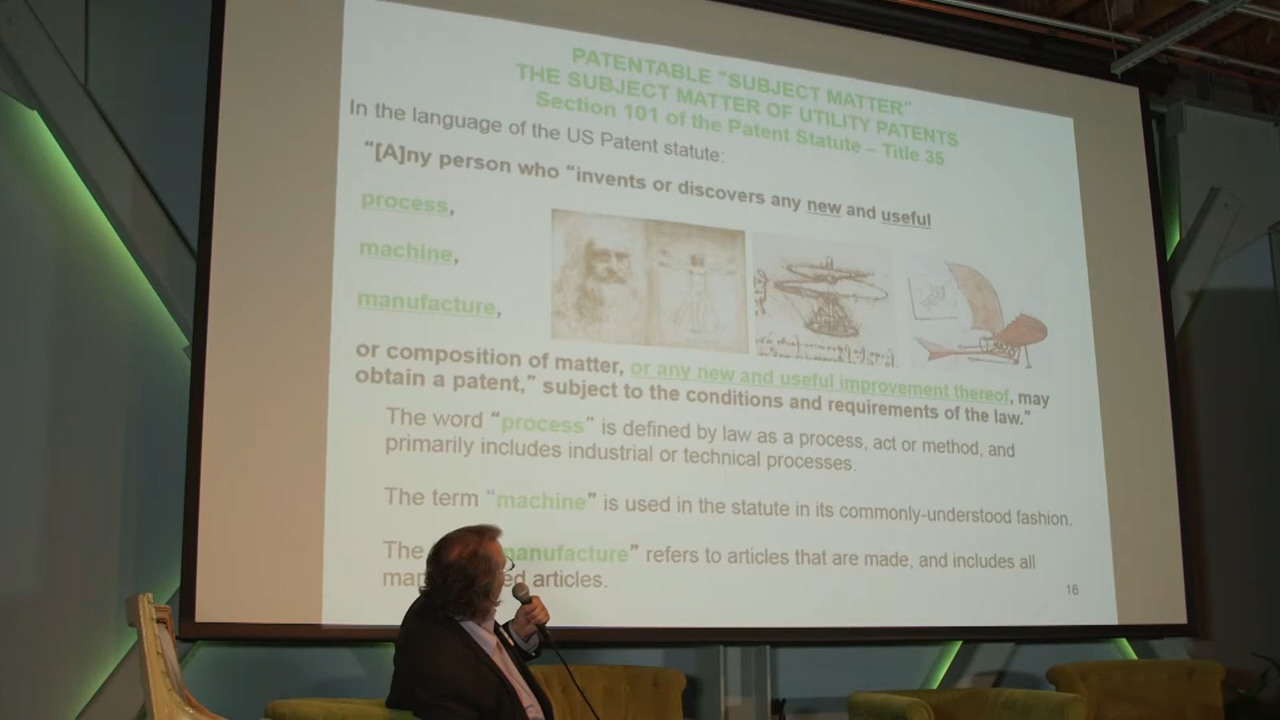 PATENTABLE “SUBJECT MATTER”
THE SUBJECT MATTER OF UTILITY PATENTS
Section 101 of the Patent Statute – Title 35
In the language of the US Patent statute:
“[A]ny person who “invents or discovers any new and useful
process,
machine,
manufacture,
or composition of matter, or any new and useful improvement thereof, may
obtain a patent,” subject to the conditions and requirements of the law.”
The word “process” is defined by law as a process, act or method, and
primarily includes industrial or technical processes.
The term “machine” is used in the statute in its commonly-understood fashion.
The manufacture” refers to articles that are made, and includes all
articles.
16